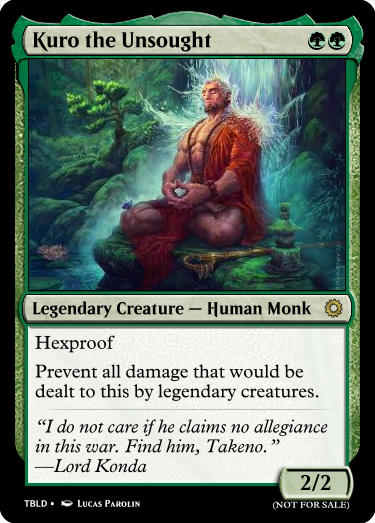 Kuro the Unsought
Legendary Creature — Human Monk
Hexproof
Prevent all damage that would be
dealt to this by legendary creatures.
“I do not care if he claims no allegiance
in this war. Find him, Takeno.”
—Lord Konda
2/2
TBLD • Lucas Parolin
(NOT FOR SALE)